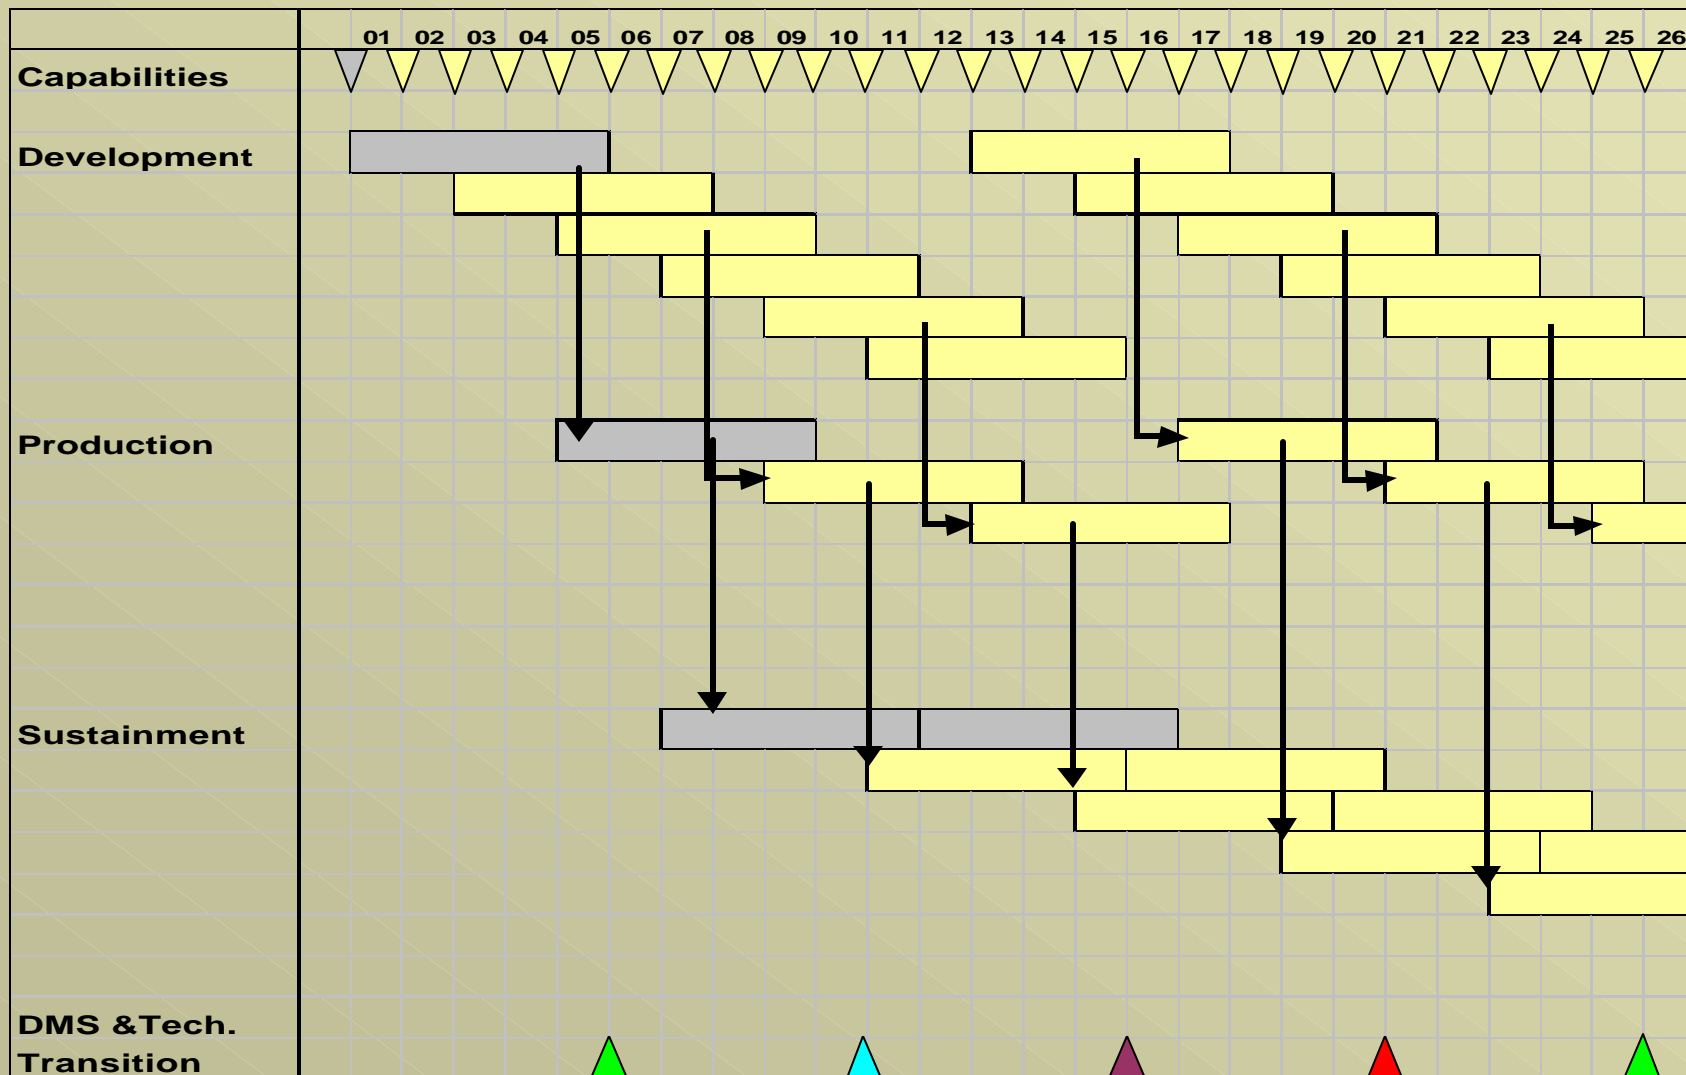 01 02 03 04 05 06 07 08 09 10 11 12 13 14 15 16 17 18 19 20 21 22 23 24 25 26
Capabilities
Development
Production
Sustainment
DMS &Tech.
Transition